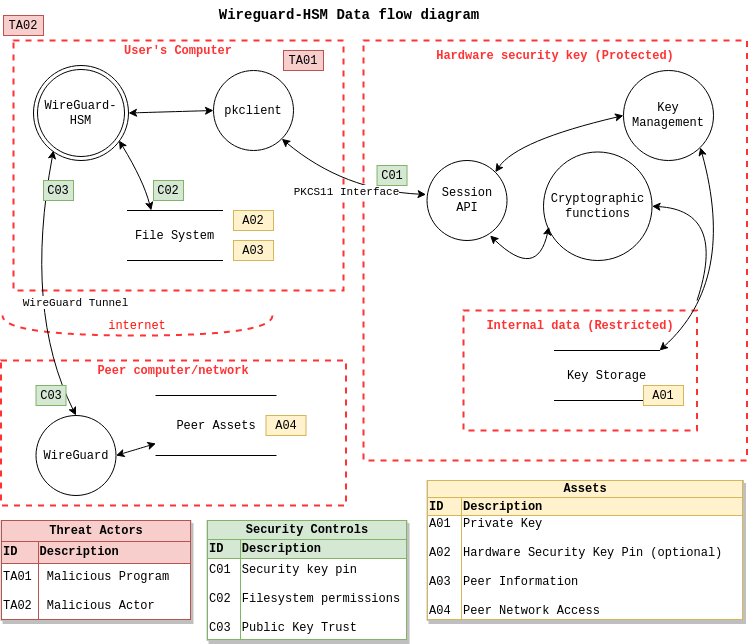 Wireguard-HSM Data flow diagram
TA02
User's Computer
TA01
WireGuard-
HSM
pkclient
C03
C02
File System
A02
A03
WireGuard Tunnel
internet
PKCS11 Interface
C01
Hardware security key (Protected)
Key
Management
Session
API
Cryptographic
functions
Internal data (Restricted)
Key Storage
A01
Peer computer/network
C03
Peer Assets
A04
WireGuard
Threat Actors
ID Description
TA01 Malicious Program
TA02 Malicious Actor
Security Controls
ID Description
C01 Security key pin
C02 Filesystem permissions
C03 Public Key Trust
Assets
ID Description
A01 Private Key
A02 Hardware Security Key Pin (optional)
A03 Peer Information
A04 Peer Network Access